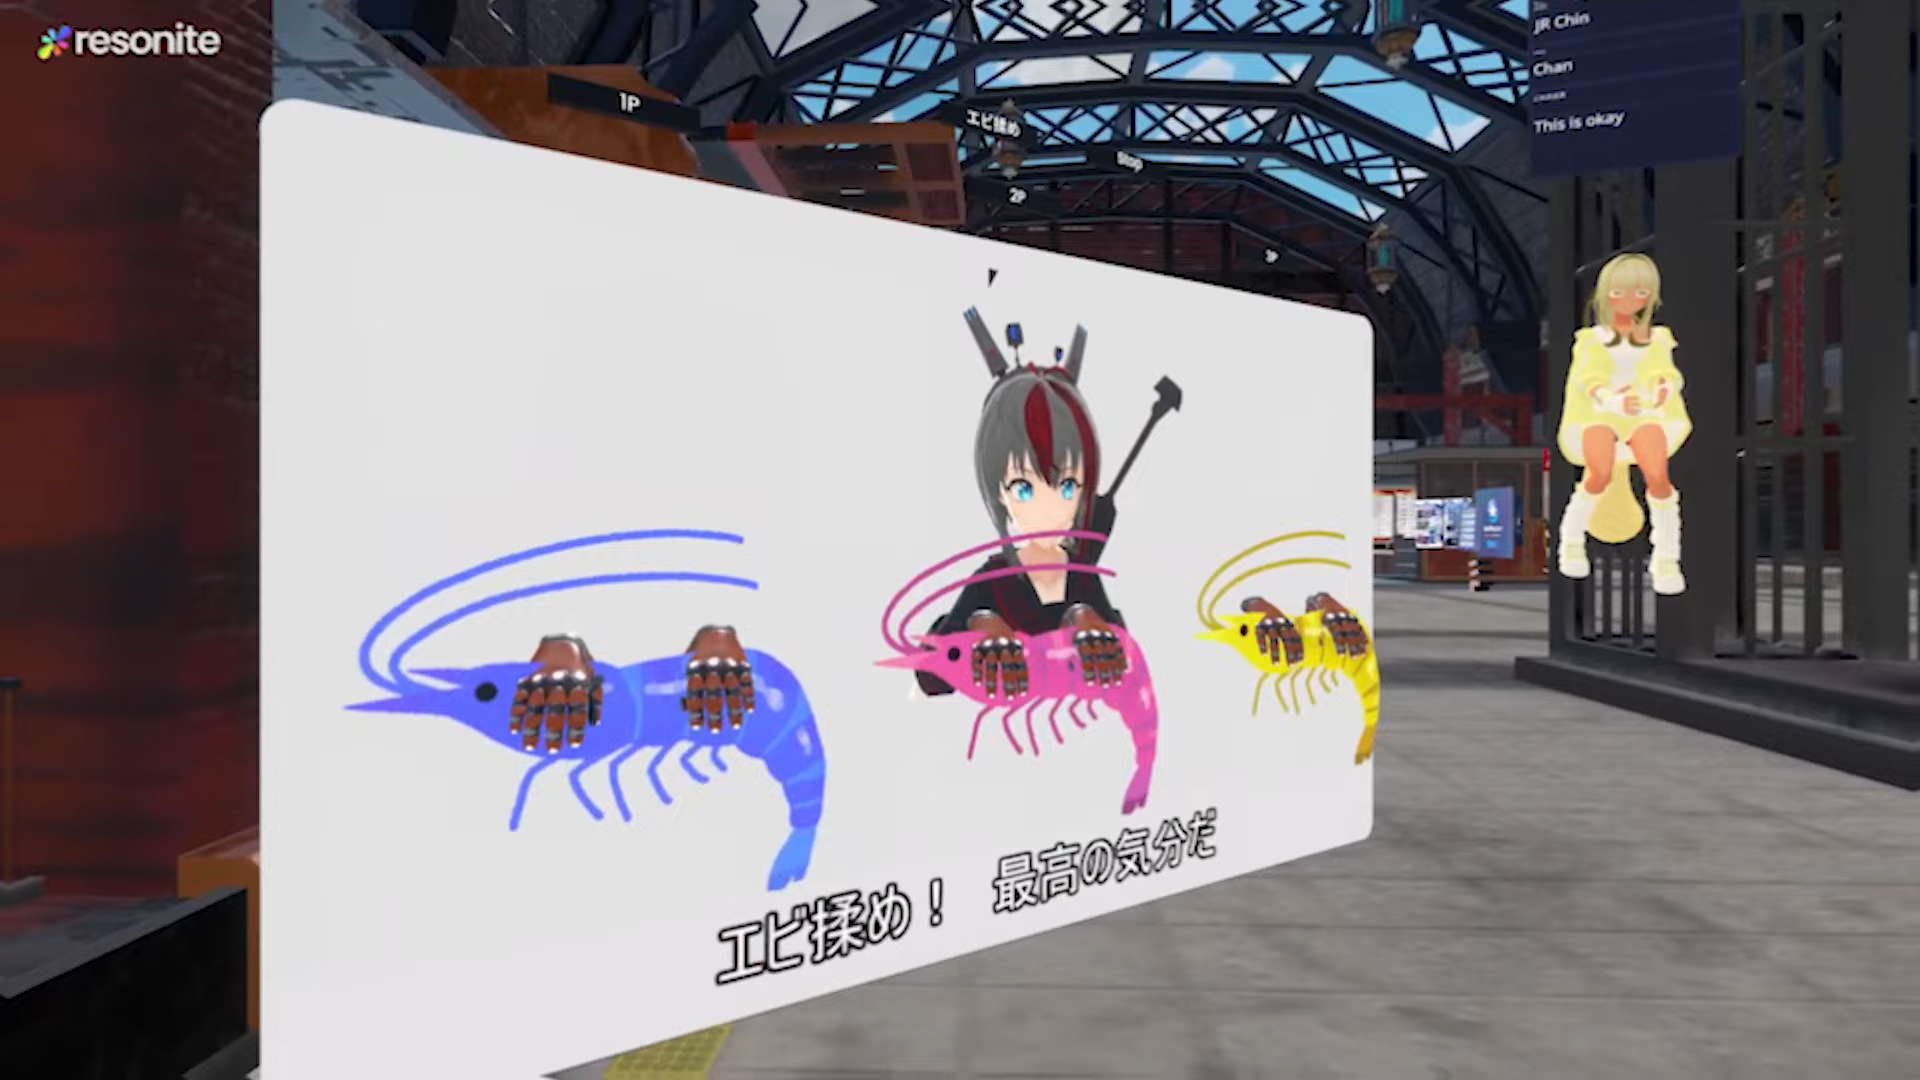 resonite
1P
エビ揉め
Stop
2P
3P
JR Chin
Chan
This is okay
エビ揉め！ 最高の気分だ